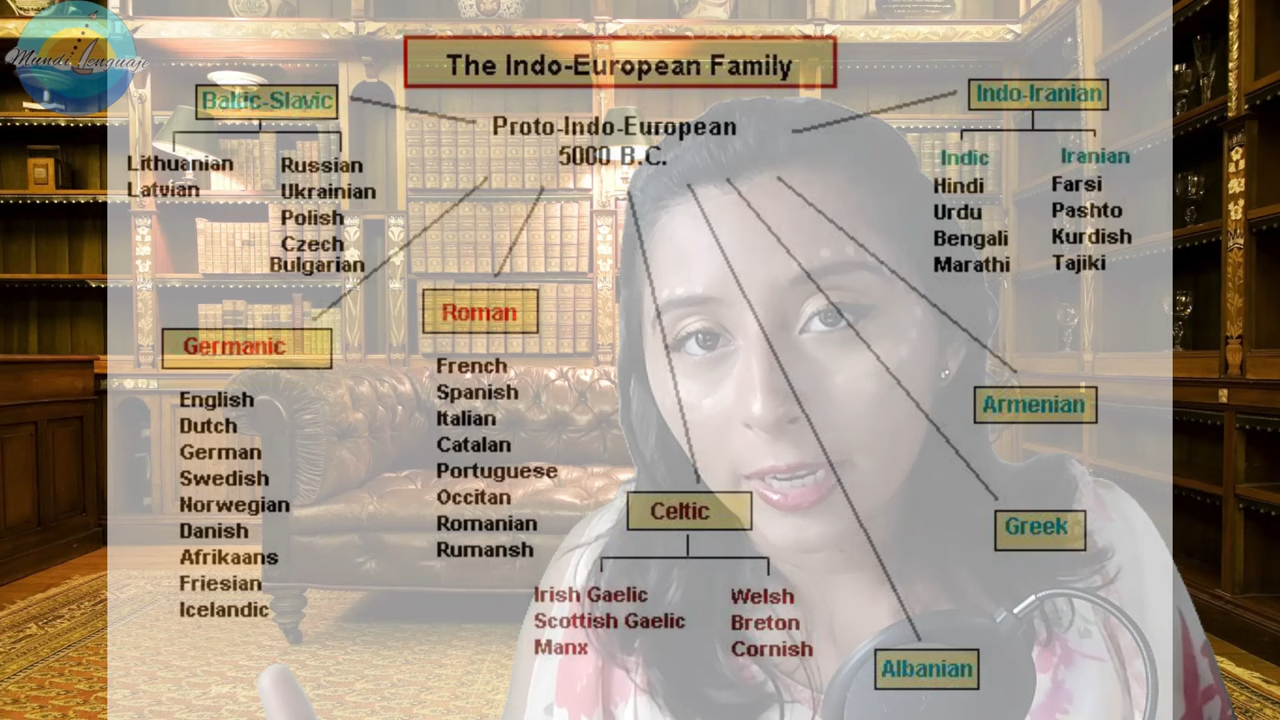 Mundi Lenguaje
The Indo-European Family
Proto-Indo-European
5000 B.C.
Baltic-Slavic
Lithuanian
Latvian
Russian
Ukrainian
Polish
Czech
Bulgarian
Indo-Iranian
Indic
Hindi
Urdu
Bengali
Marathi
Iranian
Farsi
Pashto
Kurdish
Tajiki
Germanic
English
Dutch
German
Swedish
Norwegian
Danish
Afrikaans
Friesian
Icelandic
Roman
French
Spanish
Italian
Catalan
Portuguese
Occitan
Romanian
Rumansh
Celtic
Irish Gaelic
Scottish Gaelic
Manx
Welsh
Breton
Cornish
Armenian
Greek
Albanian